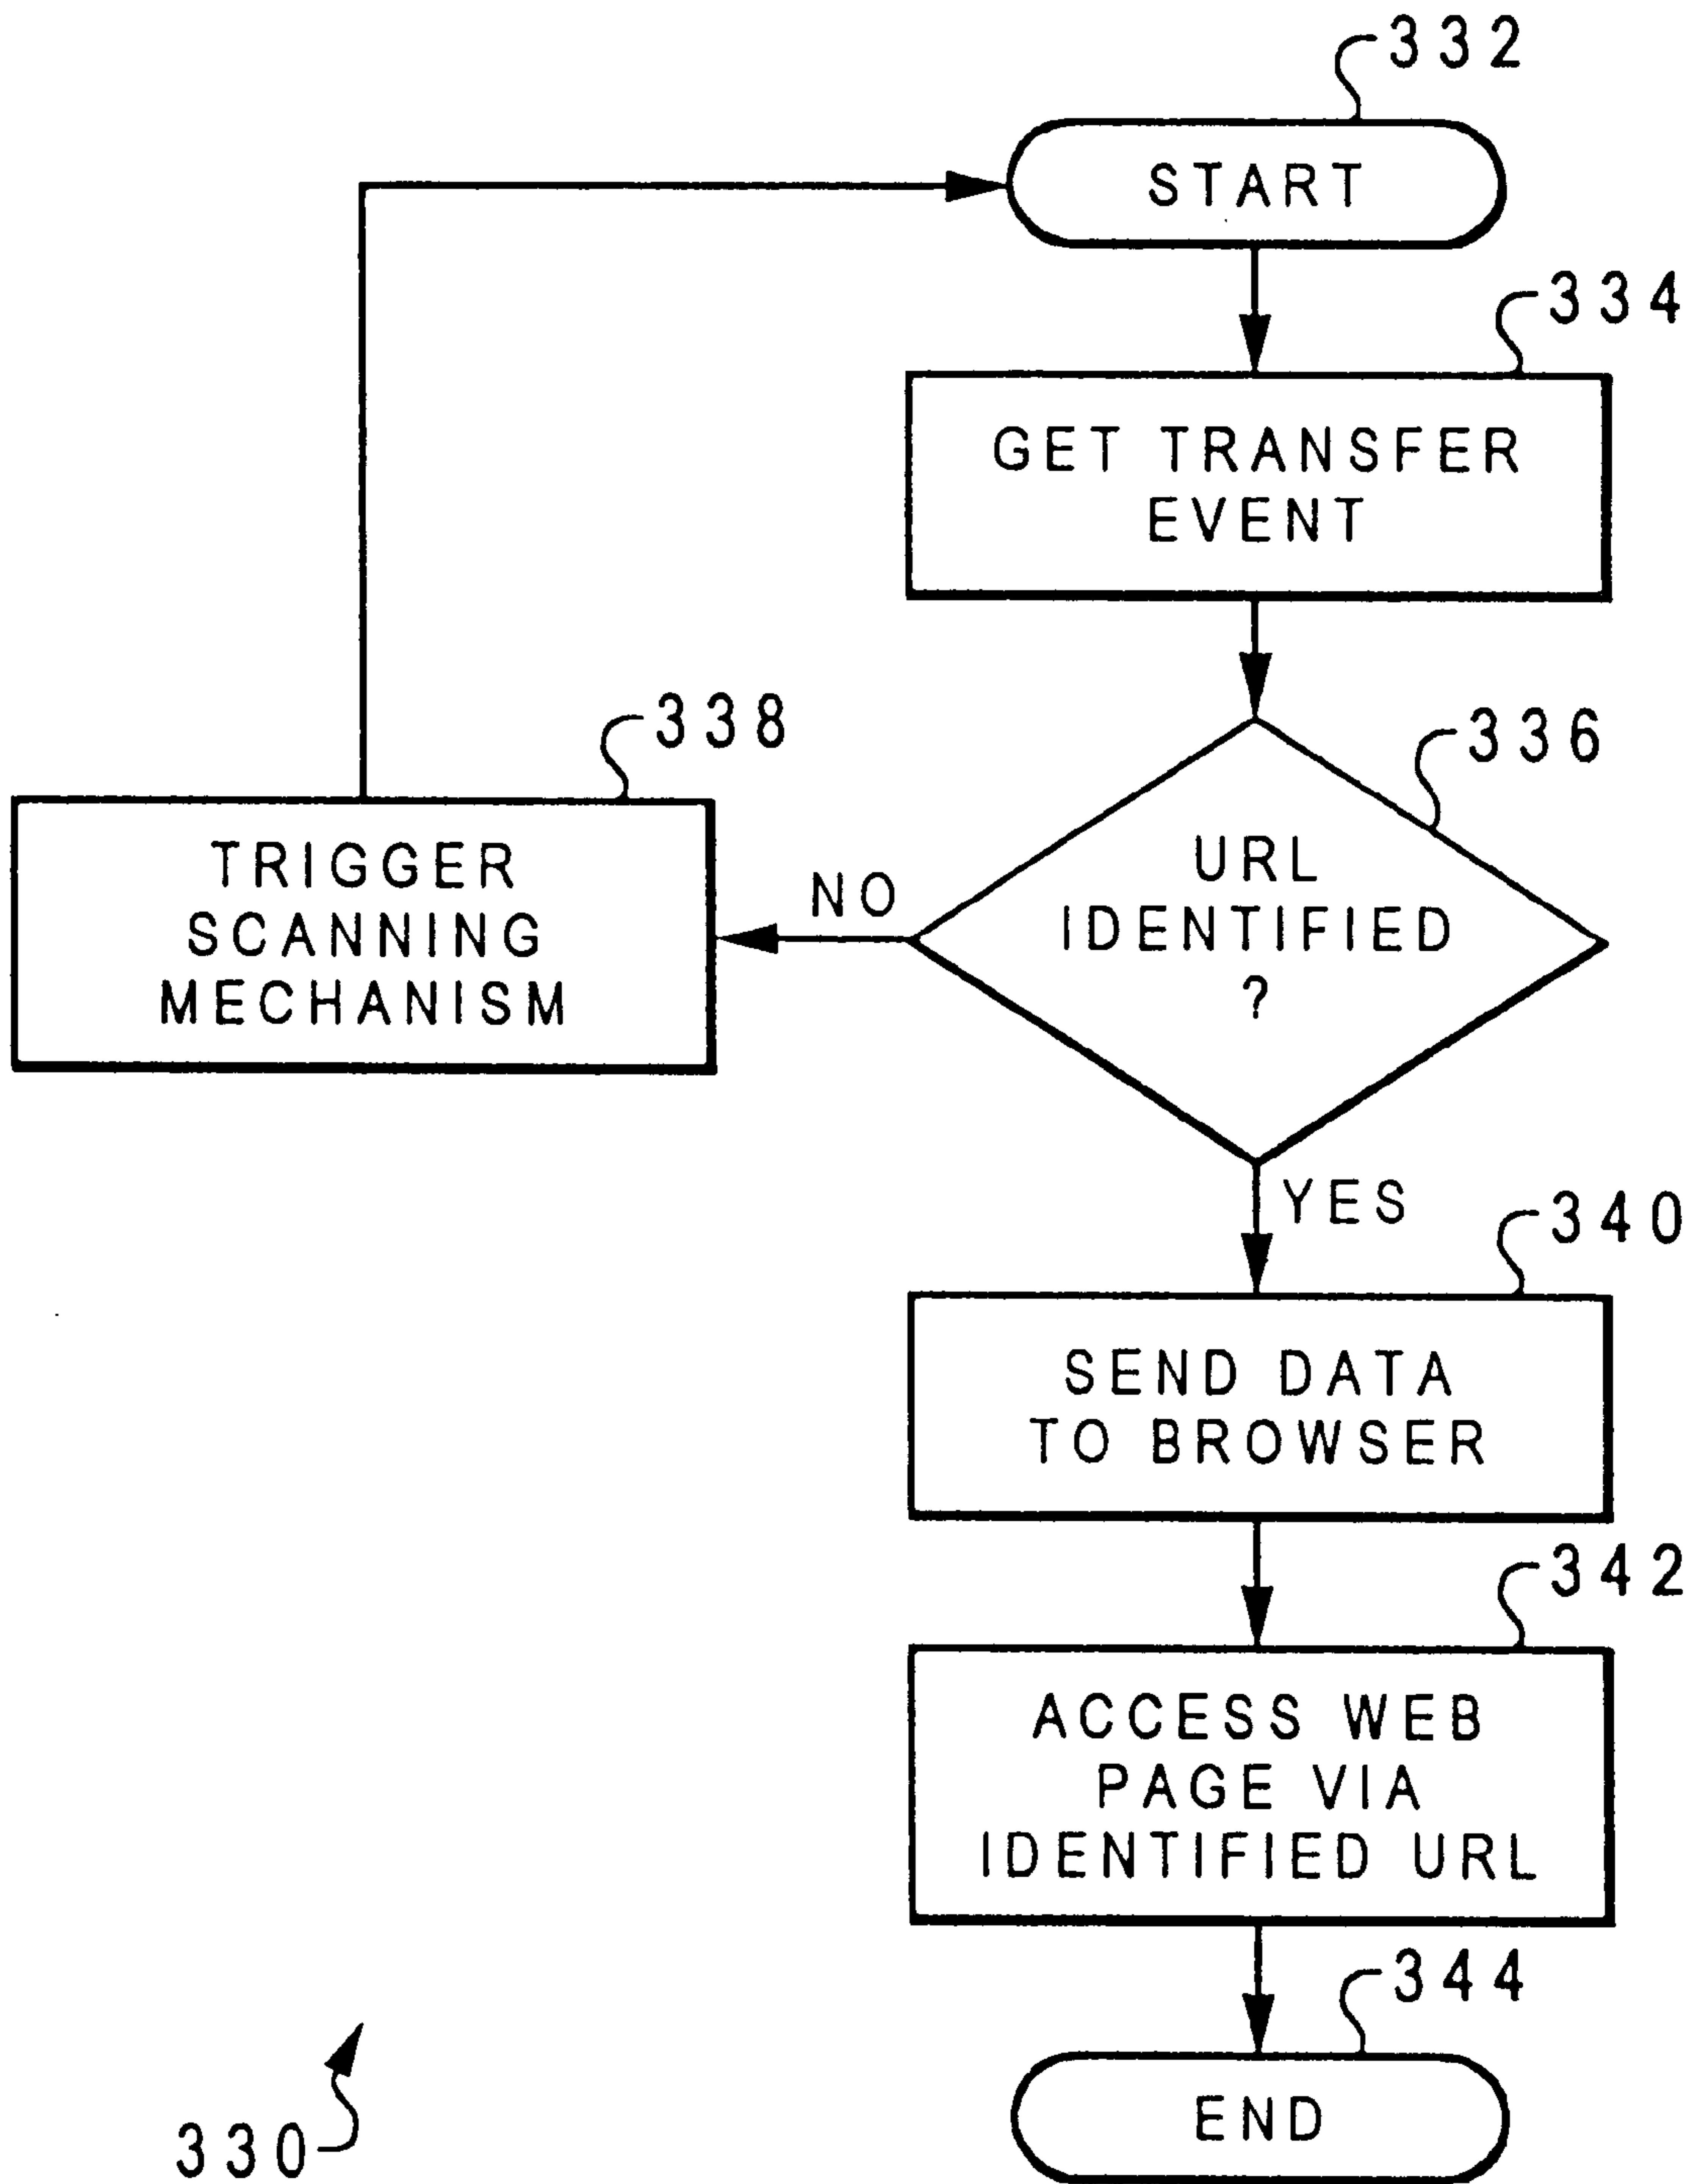 332
START
334
GET TRANSFER
EVENT
336
URL
IDENTIFIED
?
NO
338
TRIGGER
SCANNING
MECHANISM
YES
340
SEND DATA
TO BROWSER
342
ACCESS WEB
PAGE VIA
IDENTIFIED URL
344
END
330